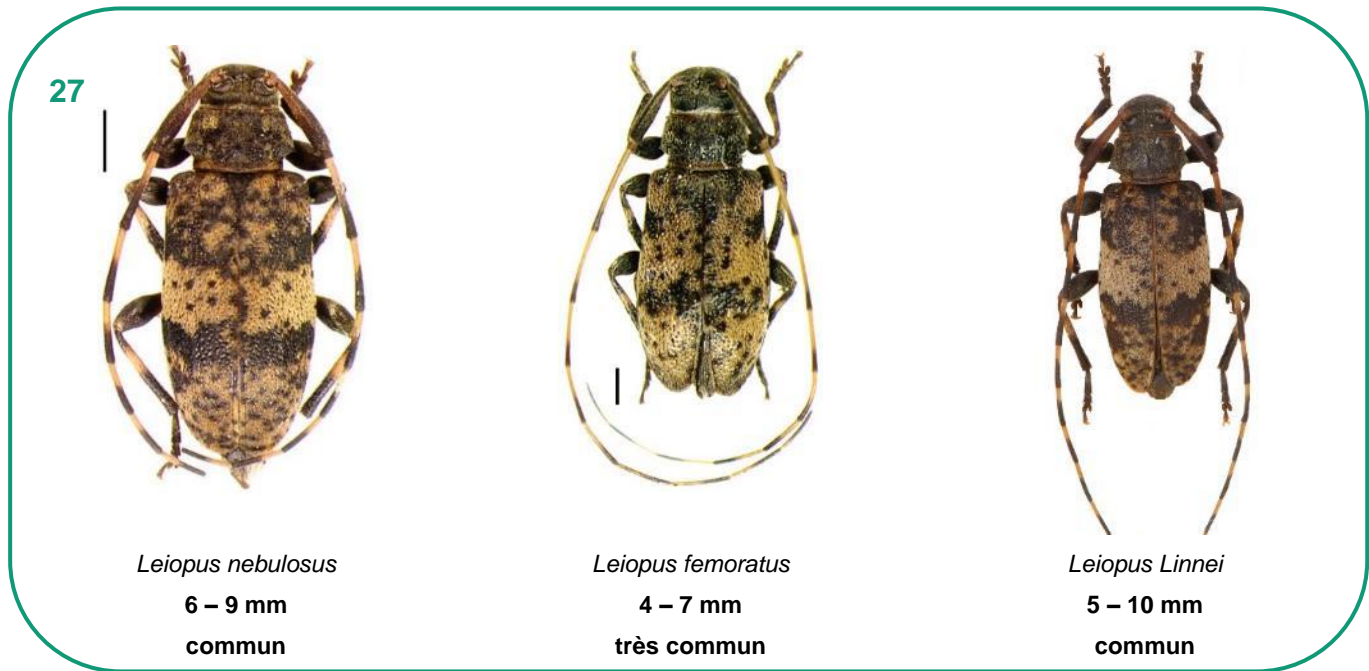 27
Leiopus nebulosus
6 – 9 mm
commun
Leiopus femoratus
4 – 7 mm
très commun
Leiopus Linnei
5 – 10 mm
commun